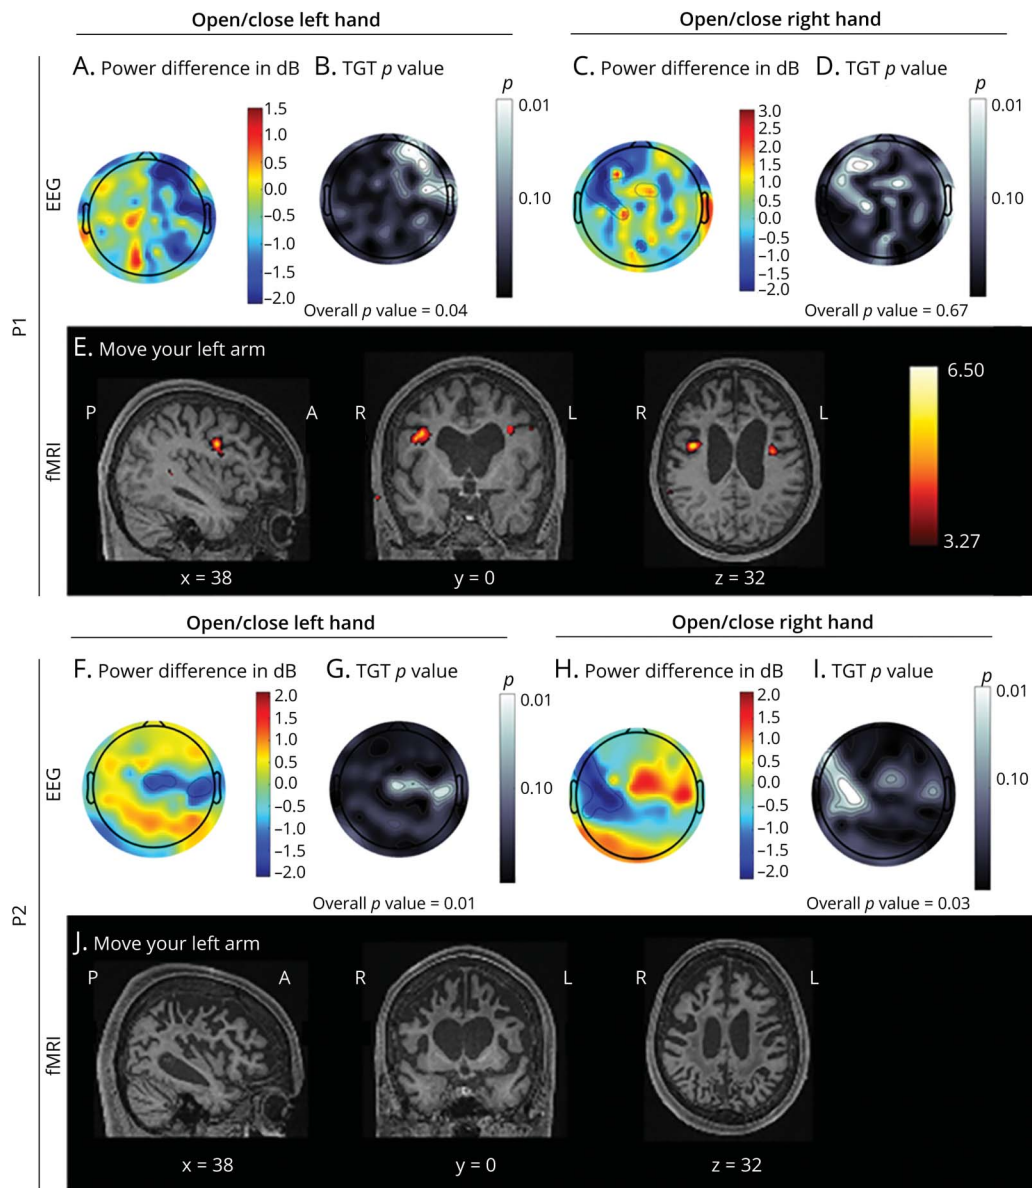 Open/close left hand
Open/close right hand
A. Power difference in dB
B. TGT p value
C. Power difference in dB
D. TGT p value
P1
EEG
1.5
1.0
0.5
0.0
−0.5
−1.0
−1.5
−2.0
p
0.01
0.10
Overall p value = 0.04
3.0
2.5
2.0
1.5
1.0
0.5
0.0
−0.5
−1.0
−1.5
−2.0
p
0.01
0.10
Overall p value = 0.67
fMRI
E. Move your left arm
P
A
R
L
R
L
6.50
3.27
x = 38
y = 0
z = 32
Open/close left hand
Open/close right hand
F. Power difference in dB
G. TGT p value
H. Power difference in dB
I. TGT p value
P2
EEG
2.0
1.5
1.0
0.5
0.0
−0.5
−1.0
−1.5
−2.0
p
0.01
0.10
Overall p value = 0.01
2.0
1.5
1.0
0.5
0.0
−0.5
−1.0
−1.5
−2.0
p
0.01
0.10
Overall p value = 0.03
fMRI
J. Move your left arm
P
A
R
L
R
L
x = 38
y = 0
z = 32